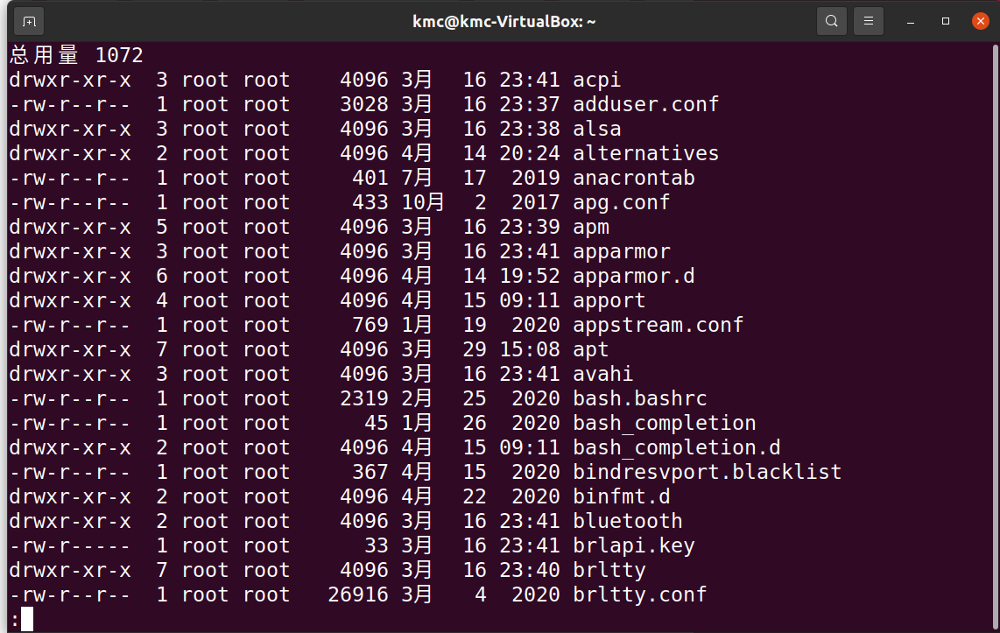 kmc@kmc-VirtualBox: ~
总用量 1072
drwxr-xr-x  3 root root    4096 3月   16 23:41 acpi
-rw-r--r--  1 root root    3028 3月   16 23:37 adduser.conf
drwxr-xr-x  3 root root    4096 3月   16 23:38 alsa
drwxr-xr-x  2 root root    4096 4月   14 20:24 alternatives
-rw-r--r--  1 root root     401 7月   17  2019 anacrontab
-rw-r--r--  1 root root     433 10月   2  2017 apg.conf
drwxr-xr-x  5 root root    4096 3月   16 23:39 apm
drwxr-xr-x  3 root root    4096 3月   16 23:41 apparmor
drwxr-xr-x  6 root root    4096 4月   14 19:52 apparmor.d
drwxr-xr-x  4 root root    4096 4月   15 09:11 apport
-rw-r--r--  1 root root     769 1月   19  2020 appstream.conf
drwxr-xr-x  7 root root    4096 3月   29 15:08 apt
drwxr-xr-x  3 root root    4096 3月   16 23:41 avahi
-rw-r--r--  1 root root    2319 2月   25  2020 bash.bashrc
-rw-r--r--  1 root root      45 1月   26  2020 bash_completion
drwxr-xr-x  2 root root    4096 4月   15 09:11 bash_completion.d
-rw-r--r--  1 root root     367 4月   15  2020 bindresvport.blacklist
drwxr-xr-x  2 root root    4096 4月   22  2020 binfmt.d
drwxr-xr-x  2 root root    4096 3月   16 23:41 bluetooth
-rw-r-----  1 root root      33 3月   16 23:41 brlapi.key
drwxr-xr-x  7 root root    4096 3月   16 23:40 brltty
-rw-r--r--  1 root root   26916 3月    4  2020 brltty.conf
: